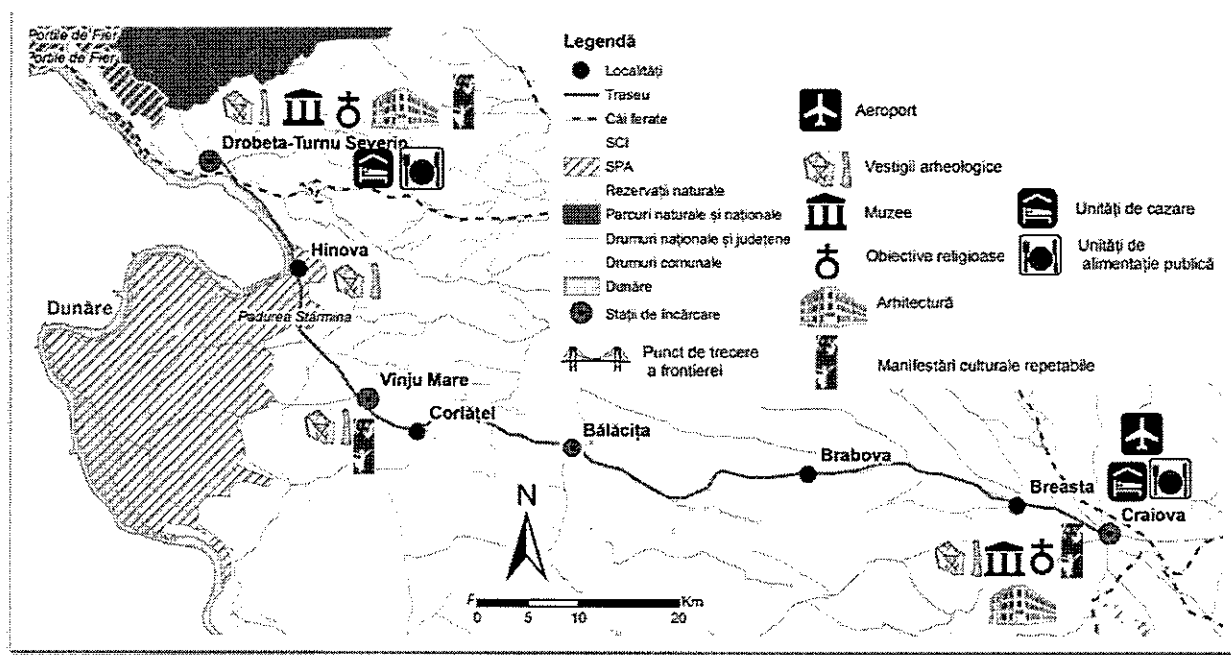 Porțile de Fier
Porțile de Fier
Drobeta-Turnu Severin
Hinova
Dunăre
Pădurea Stârmina
Vinju Mare
Corlățel
Bălăcița
Brabova
Breasta
Craiova
N
Km
0 5 10 20
Legendă
Localități
Traseu
Căi ferate
SCI
SPA
Rezervații naturale
Parcuri naturale și naționale
Drumuri naționale și județene
Drumuri comunale
Dunăre
Stații de încărcare
Punct de trecere
a frontierei
Aeroport
Vestigii arheologice
Muzee
Obiective religioase
Arhitectură
Manifestări culturale repetabile
Unități de cazare
Unități de
alimentație publică